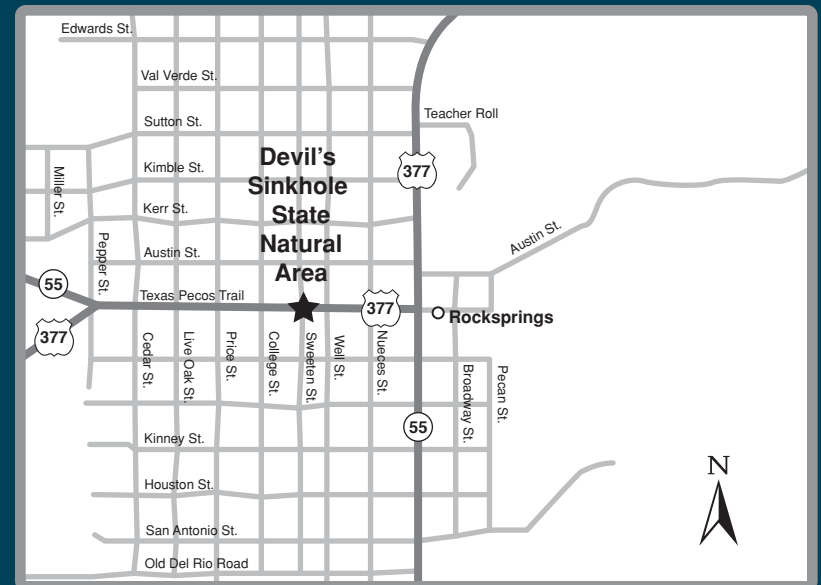 Edwards St.
Val Verde St.
Teacher Roll
Sutton St.
Devil's
Sinkhole
State
Natural
Area
Kimble St.
377
Miller St.
Kerr St.
Austin St.
Austin St.
Pepper St.
55
Texas Pecos Trail
377
Rocksprings
377
Cedar St.
Live Oak St.
Price St.
College St.
Sweeten St.
Well St.
Nueces St.
Broadway St.
Pecan St.
55
Kinney St.
N
Houston St.
San Antonio St.
Old Del Rio Road